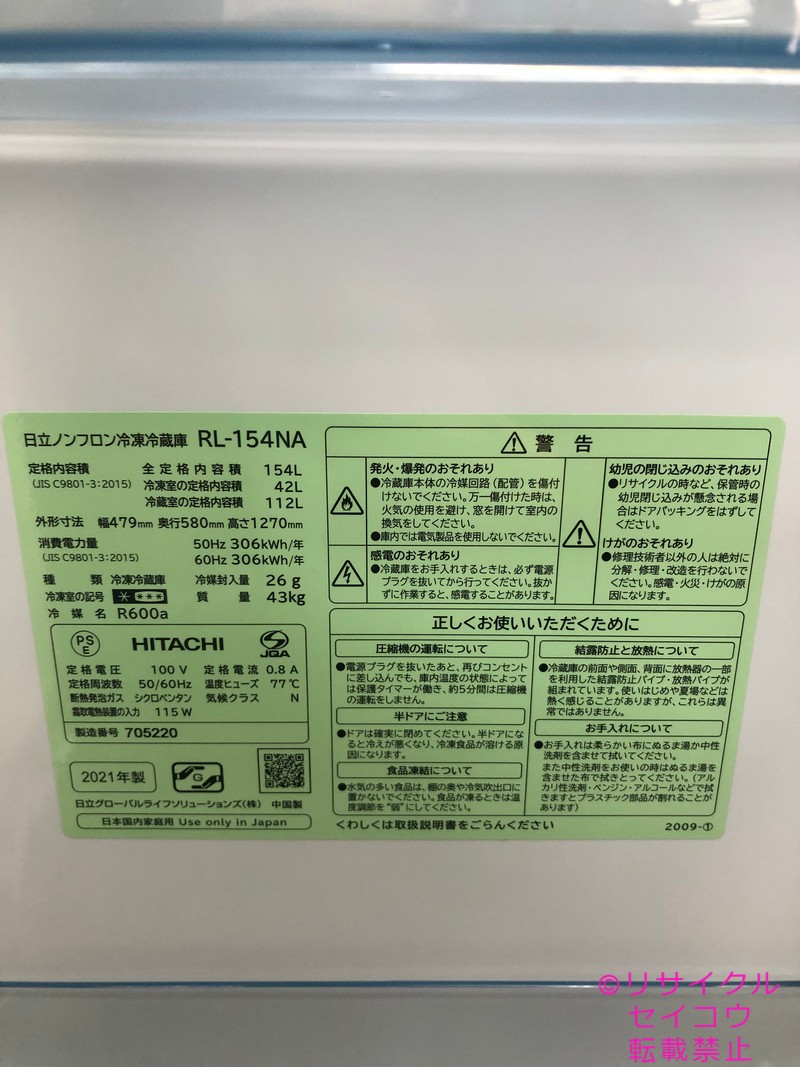 日立ノンフロン冷凍冷蔵庫 RL-154NA
定格内容積 全定格内容積 154L
(JIS C9801-3:2015) 冷凍室の定格内容積 42L
冷蔵室の定格内容積 112L
外形寸法 幅479mm 奥行580mm 高さ1270mm
消費電力量 50Hz 306kWh/年
(JIS C9801-3:2015) 60Hz 306kWh/年
種類 冷凍冷蔵庫 冷媒封入量 26g
冷凍室の記号 * *** 質量 43kg
冷媒名 R600a
PS E HITACHI JQA
定格電圧 100V 定格電流 0.8A
定格周波数 50/60Hz 温度ヒューズ 77℃
断熱発泡ガス シクロペンタン 気候クラス N
霜取電熱装置の入力 115W
製造番号 705220
2021年製 G
日立グローバルライフソリューションズ(株) 中国製
日本国内家庭用 Use only in Japan
警告
発火・爆発のおそれあり
●冷蔵庫本体の冷媒回路(配管)を傷付
けないでください。万一傷付けた時は、
火気の使用を避け、窓を開けて室内の
換気をしてください。
●庫内では電気製品を使用しないでください。
感電のおそれあり
●冷蔵庫をお手入れするときは、必ず電源
プラグを抜いてから行ってください。抜か
ずに作業すると、感電することがあります。
幼児の閉じ込みのおそれあり
●リサイクルの時など、保管時の
幼児閉じ込みが懸念される場
合はドアパッキングをはずして
ください。
けがのおそれあり
●修理技術者以外の人は絶対に
分解・修理・改造を行わないで
ください。感電・火災・けがの原
因になります。
正しくお使いいただくために
圧縮機の運転について
●電源プラグを抜いたあと、再びコンセント
に差し込んでも、庫内温度の状態によって
は保護タイマーが働き、約5分間は圧縮機
の運転をしません。
半ドアにご注意
●ドアは確実に閉めてください。半ドアにな
ると冷えが悪くなり、冷凍食品が溶ける原
因になります。
食品凍結について
●水気の多い食品は、棚の奥や冷気吹出口に
置かないでください。食品が凍るときは温
度調節を"弱"にしてください。
結露防止と放熱について
●冷蔵庫の前面や側面、背面に放熱器の一部
を利用した結露防止パイプ・放熱パイプが
組まれています。使いはじめや夏場などは
熱く感じることがありますが、これらは異
常ではありません。
お手入れについて
●お手入れは柔らかい布にぬるま湯か中性
洗剤を含ませて拭いてください。
また中性洗剤をお使いの時はぬるま湯を
含ませた布で拭きとってください。(アル
カリ性洗剤・ベンジン・アルコールなどで拭
きますとプラスチック部品が割れることが
あります)
くわしくは取扱説明書をごらんください 2009-①
©リサイクル
セイコウ
転載禁止